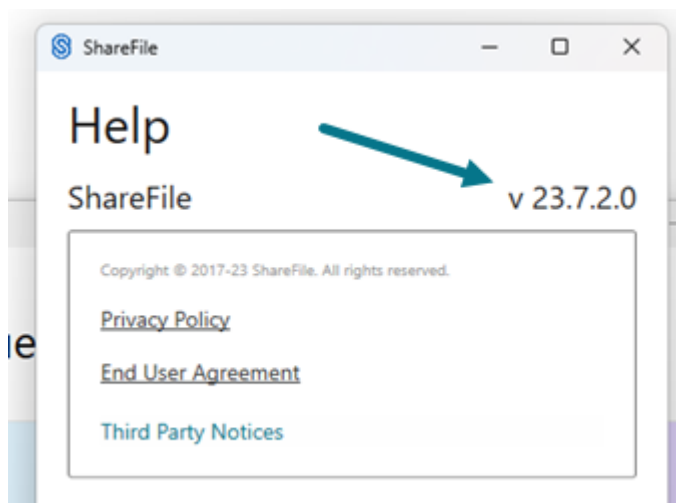 ShareFile
Help
ShareFile v 23.7.2.0
Copyright © 2017-23 ShareFile. All rights reserved.
Privacy Policy
End User Agreement
Third Party Notices